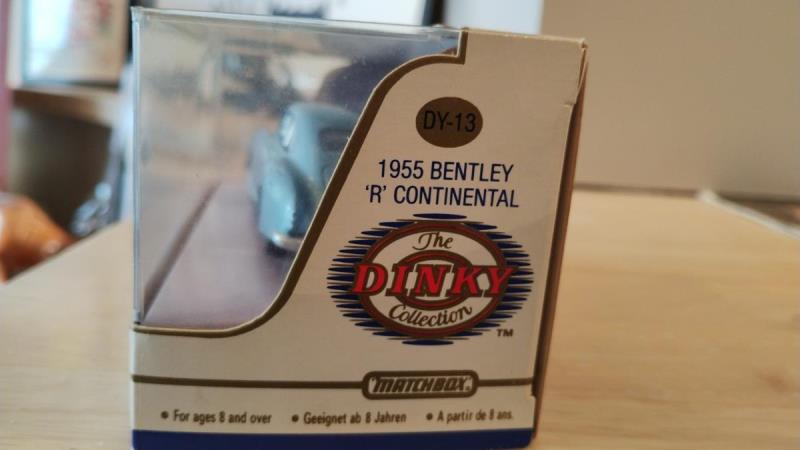 DY-13
1955 BENTLEY
'R' CONTINENTAL
The
DINKY
Collection
TM
MATCHBOX
• For ages 8 and over • Geeignet ab 8 Jahren • A partir de 8 ans.